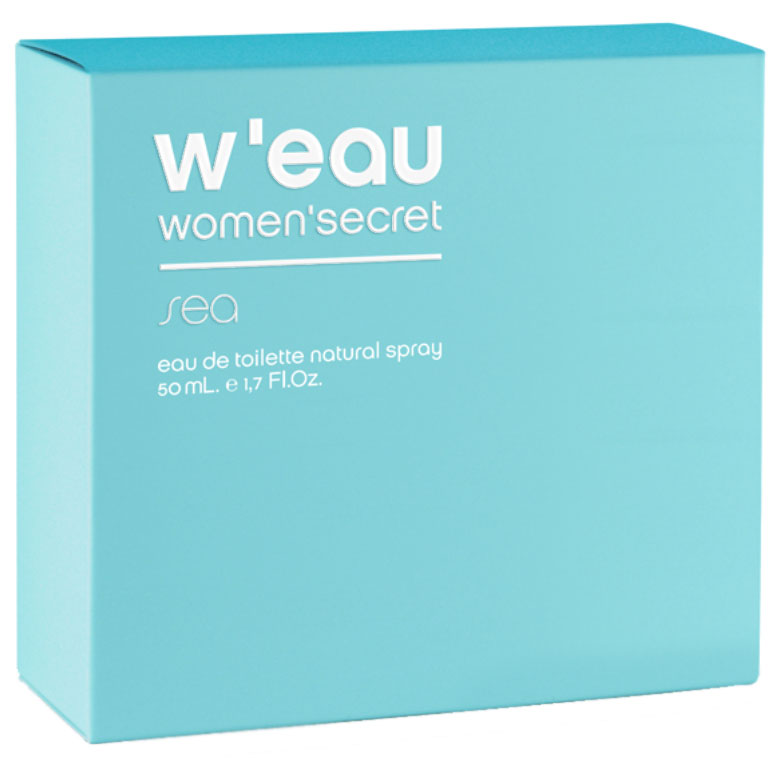 w'eau
women'secret
sea
eau de toilette natural spray
50 mL. ℮ 1,7 Fl.Oz.